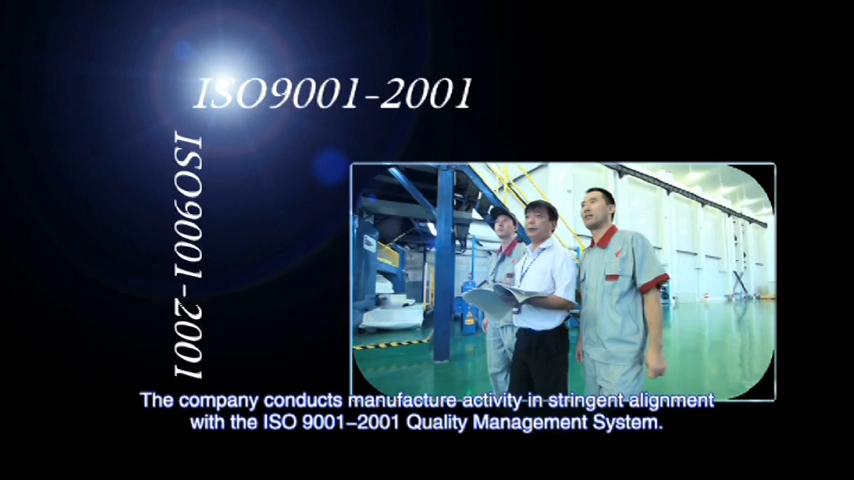 ISO9001-2001
ISO9001-2001
The company conducts manufacture activity in stringent alignment
with the ISO 9001–2001 Quality Management System.